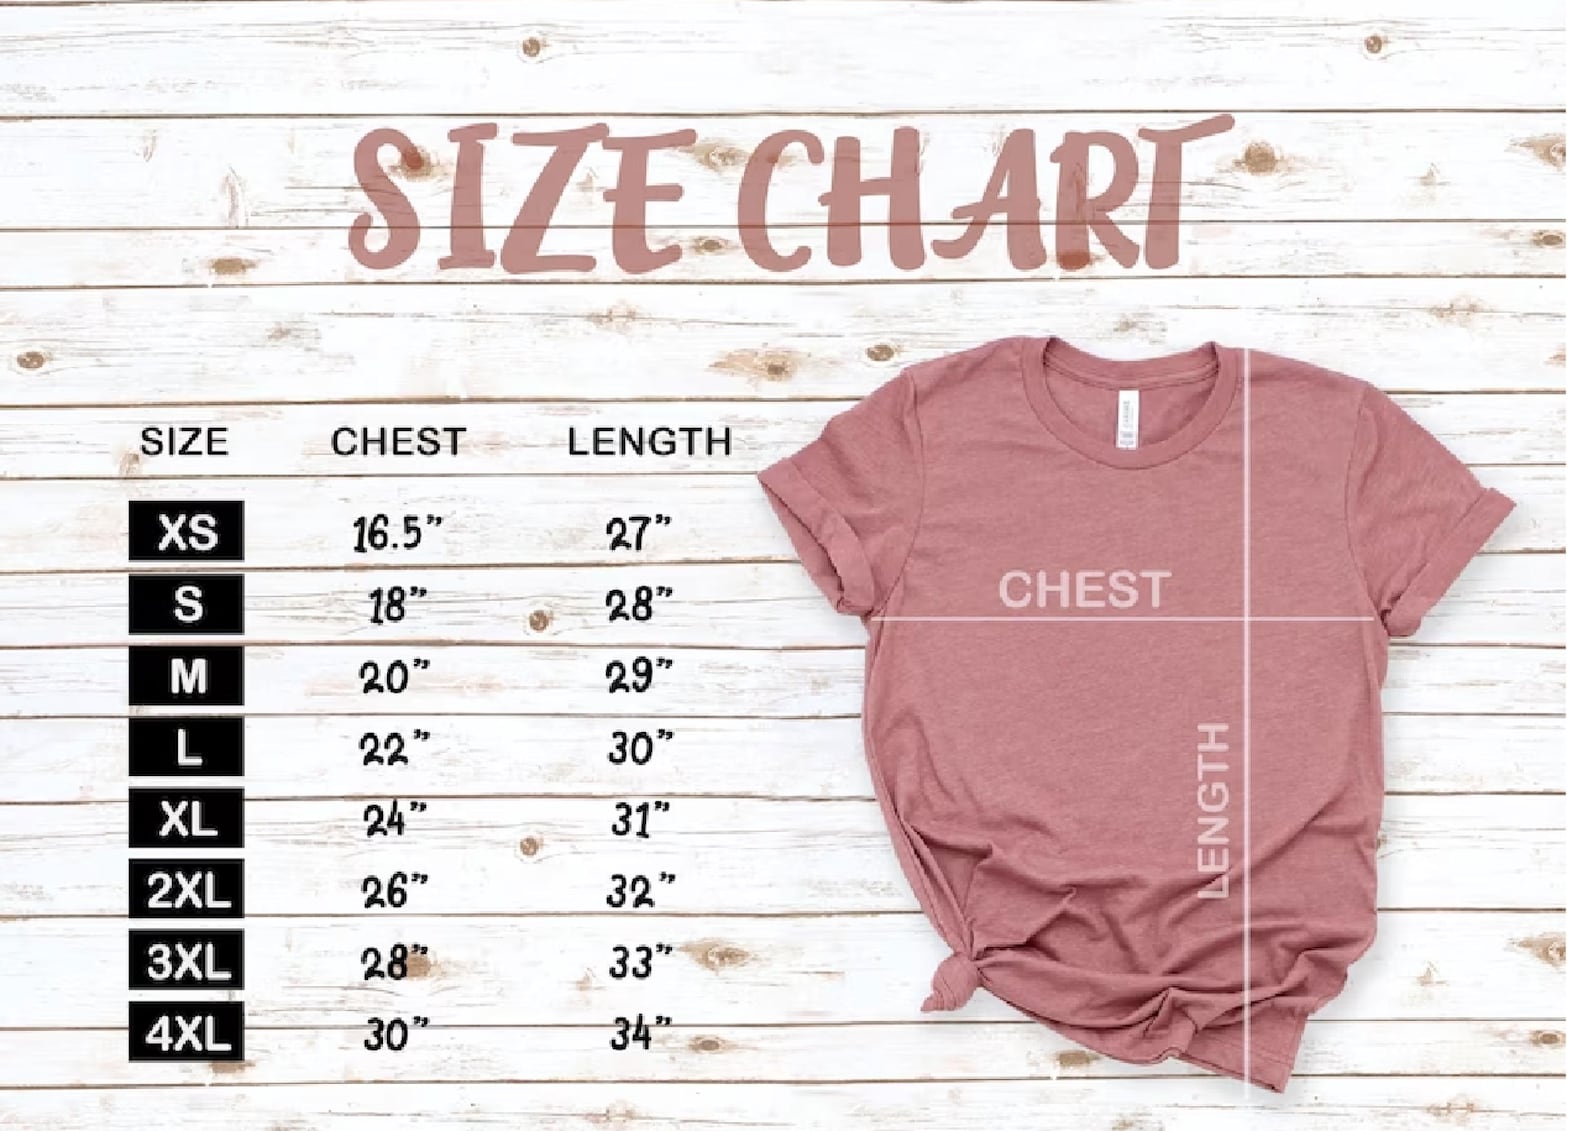 SIZE CHART
SIZE CHEST LENGTH
XS 16.5” 27”
S 18” 28”
M 20” 29”
L 22” 30”
XL 24” 31”
2XL 26” 32”
3XL 28” 33”
4XL 30” 34”
CHEST
LENGTH